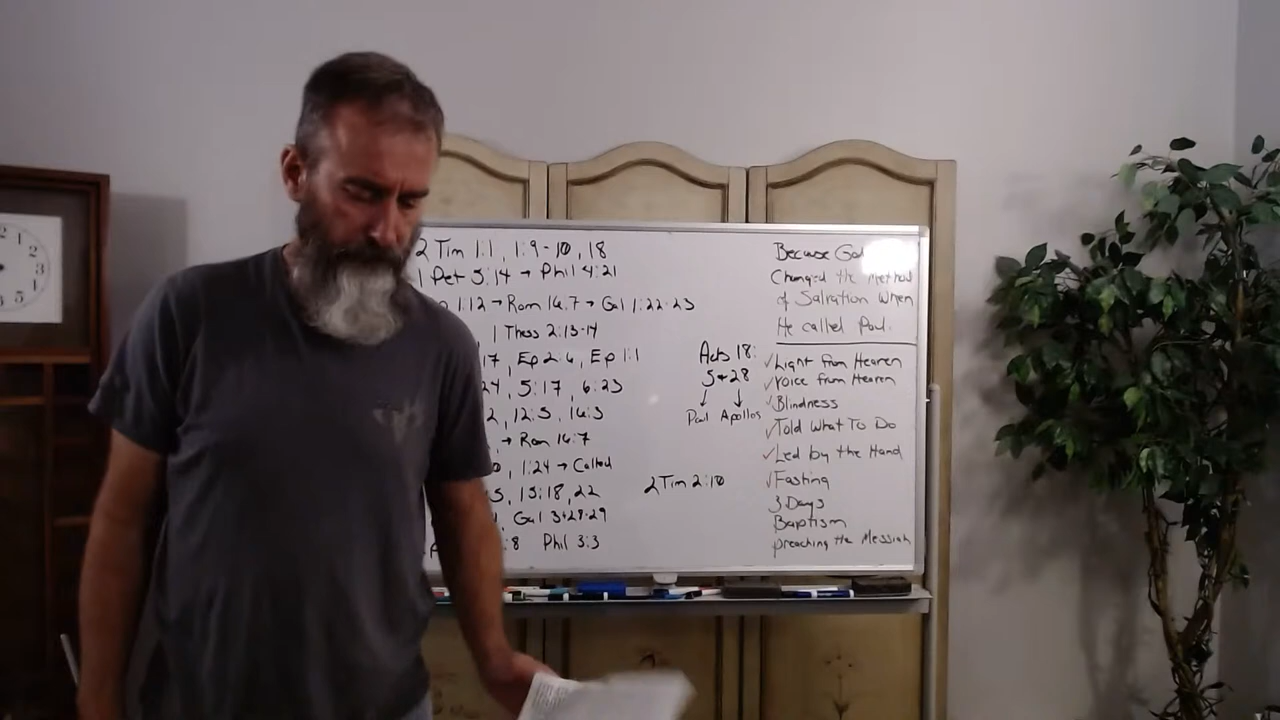 2 Tim 1:1, 1:9-10, 18
1 Pet 5:14 → Phil 4:21
1:12 → Rom 16:7 → Gal 1:22-23
1 Thess 2:13-14
17, Ep 2:6, Ep 1:1
24, 5:17, 6:23
2, 12:5, 16:3
→ Rom 16:7
1:24 → Called
15:18, 22
Gal 3+28-29
:8 Phil 3:3
Acts 18:
5+28
↓ ↓
Paul Apollos
2 Tim 2:10
Because God
Changed the Method
of Salvation When
He called Paul.
✓Light from Heaven
✓Voice from Heaven
✓Blindness
✓Told What To Do
✓Led by the Hand
✓Fasting
3 Days
Baptism
preaching the Messiah
12
1
2
3
4
5